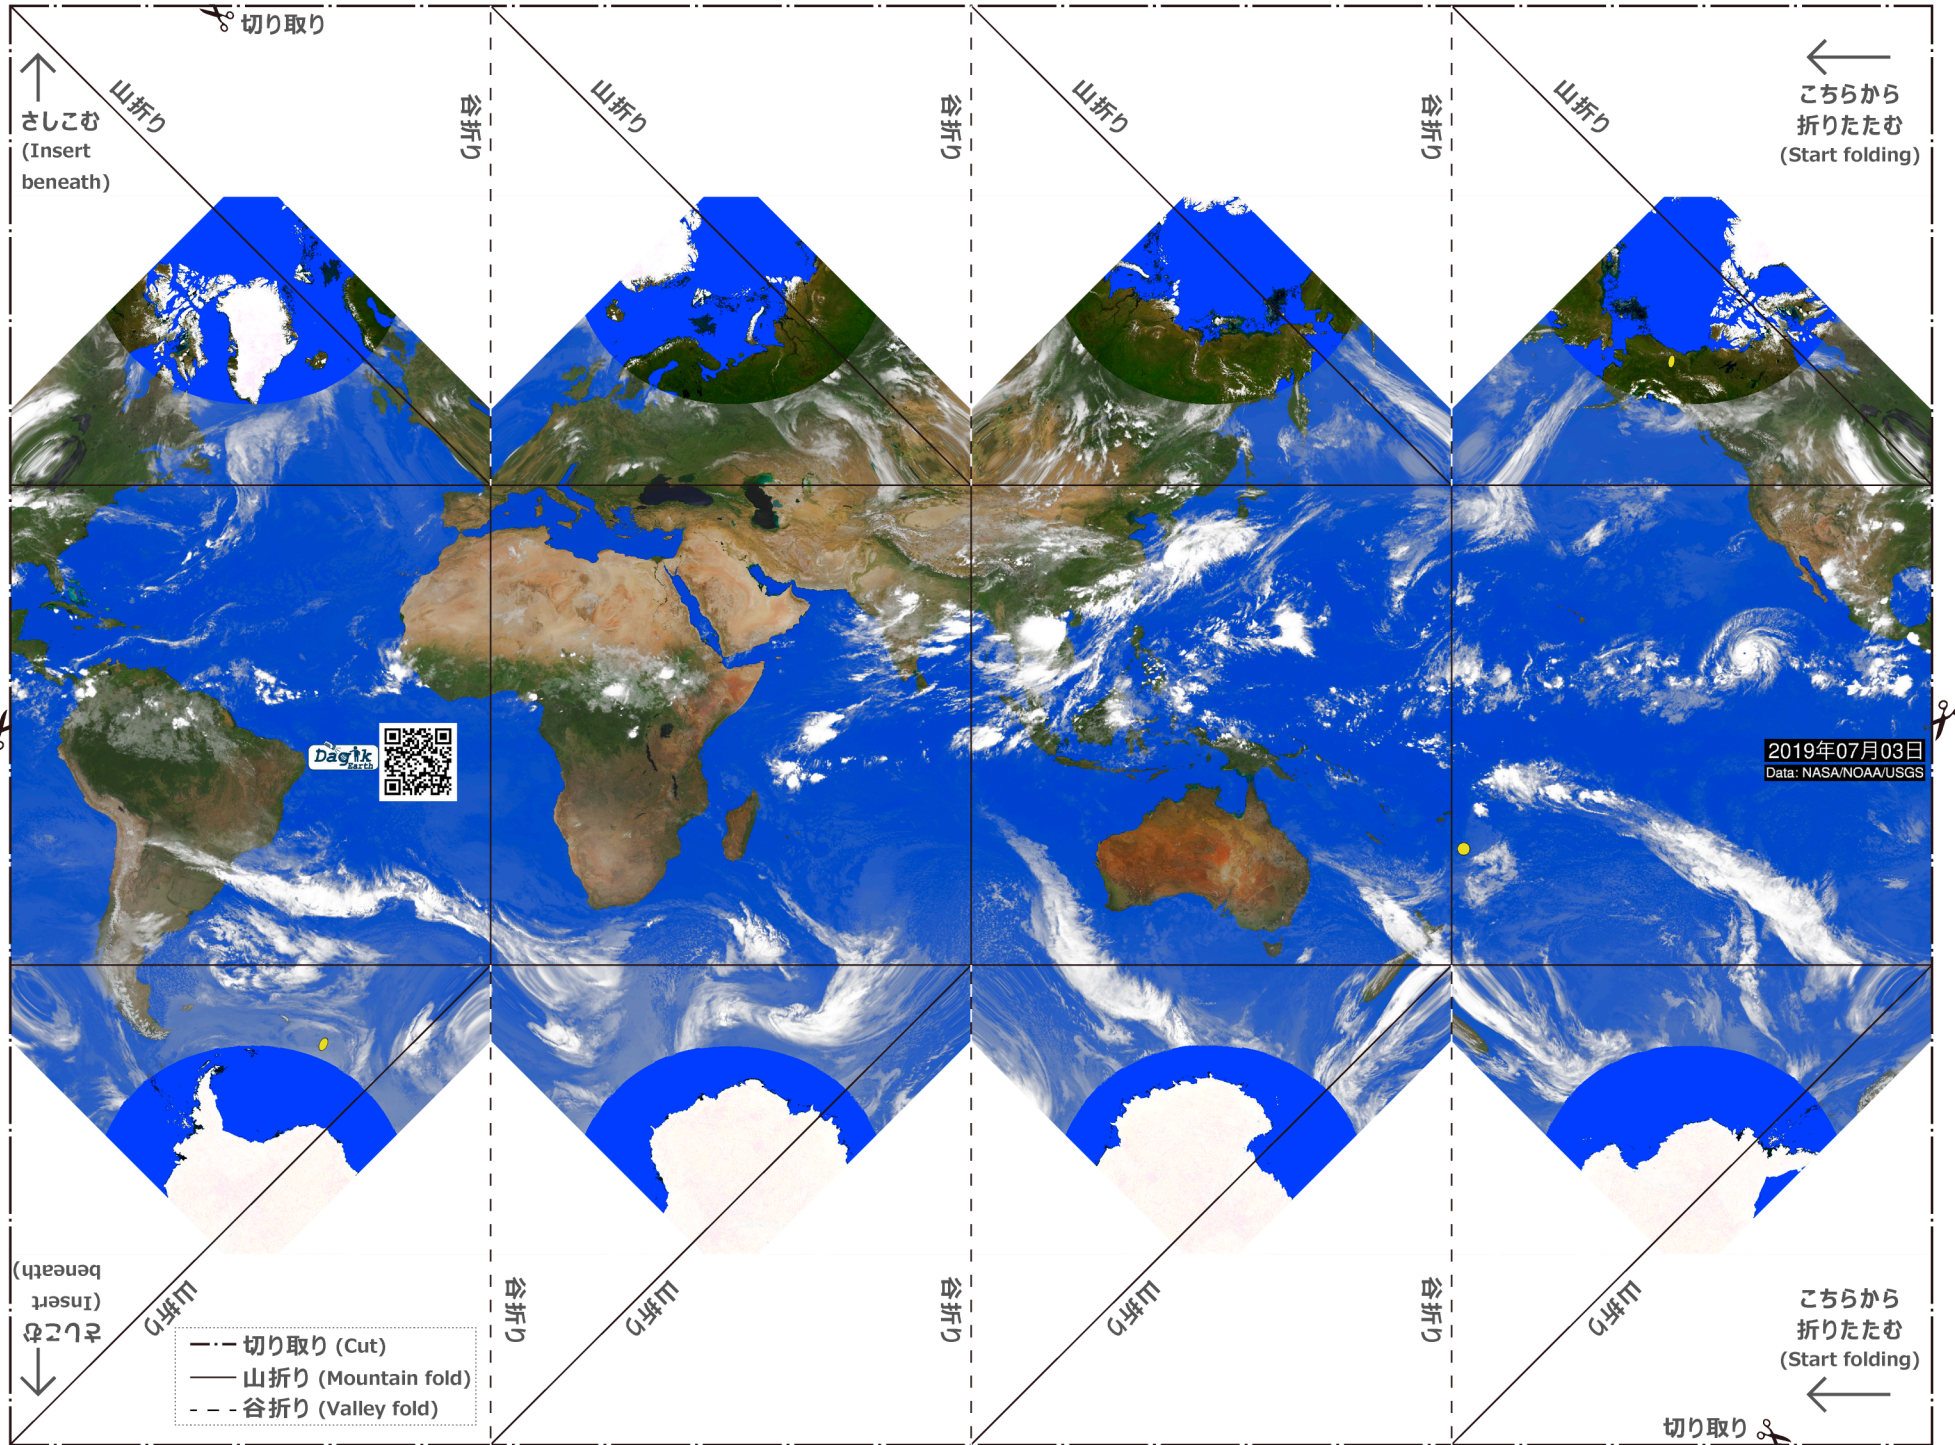 切り取り
さしこむ
(Insert
beneath)
山折り
谷折り
山折り
谷折り
山折り
谷折り
山折り
こちらから
折りたたむ
(Start folding)
Dagik
Earth
2019年07月03日
Data: NASA/NOAA/USGS
さしこむ
(Insert
beneath)
山折り
谷折り
山折り
谷折り
山折り
谷折り
山折り
こちらから
折りたたむ
(Start folding)
切り取り (Cut)
山折り (Mountain fold)
谷折り (Valley fold)
切り取り